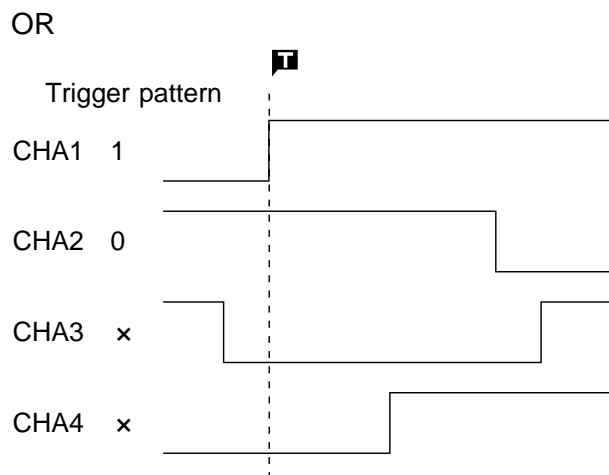 OR
T
Trigger pattern
CHA1 1
CHA2 0
CHA3 ×
CHA4 ×